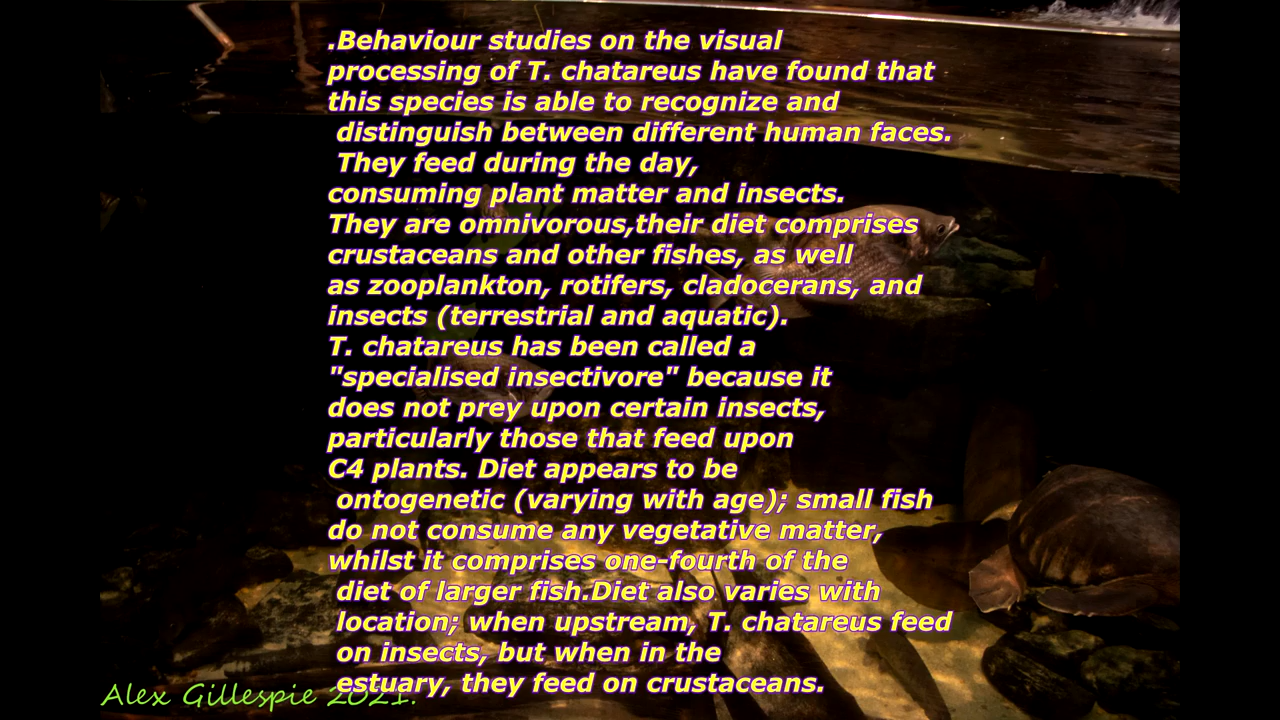 .Behaviour studies on the visual
processing of T. chatareus have found that
this species is able to recognize and
distinguish between different human faces.
They feed during the day,
consuming plant matter and insects.
They are omnivorous,their diet comprises
crustaceans and other fishes, as well
as zooplankton, rotifers, cladocerans, and
insects (terrestrial and aquatic).
T. chatareus has been called a
"specialised insectivore" because it
does not prey upon certain insects,
particularly those that feed upon
C4 plants. Diet appears to be
ontogenetic (varying with age); small fish
do not consume any vegetative matter,
whilst it comprises one-fourth of the
diet of larger fish.Diet also varies with
location; when upstream, T. chatareus feed
on insects, but when in the
estuary, they feed on crustaceans.
Alex Gillespie 2021.